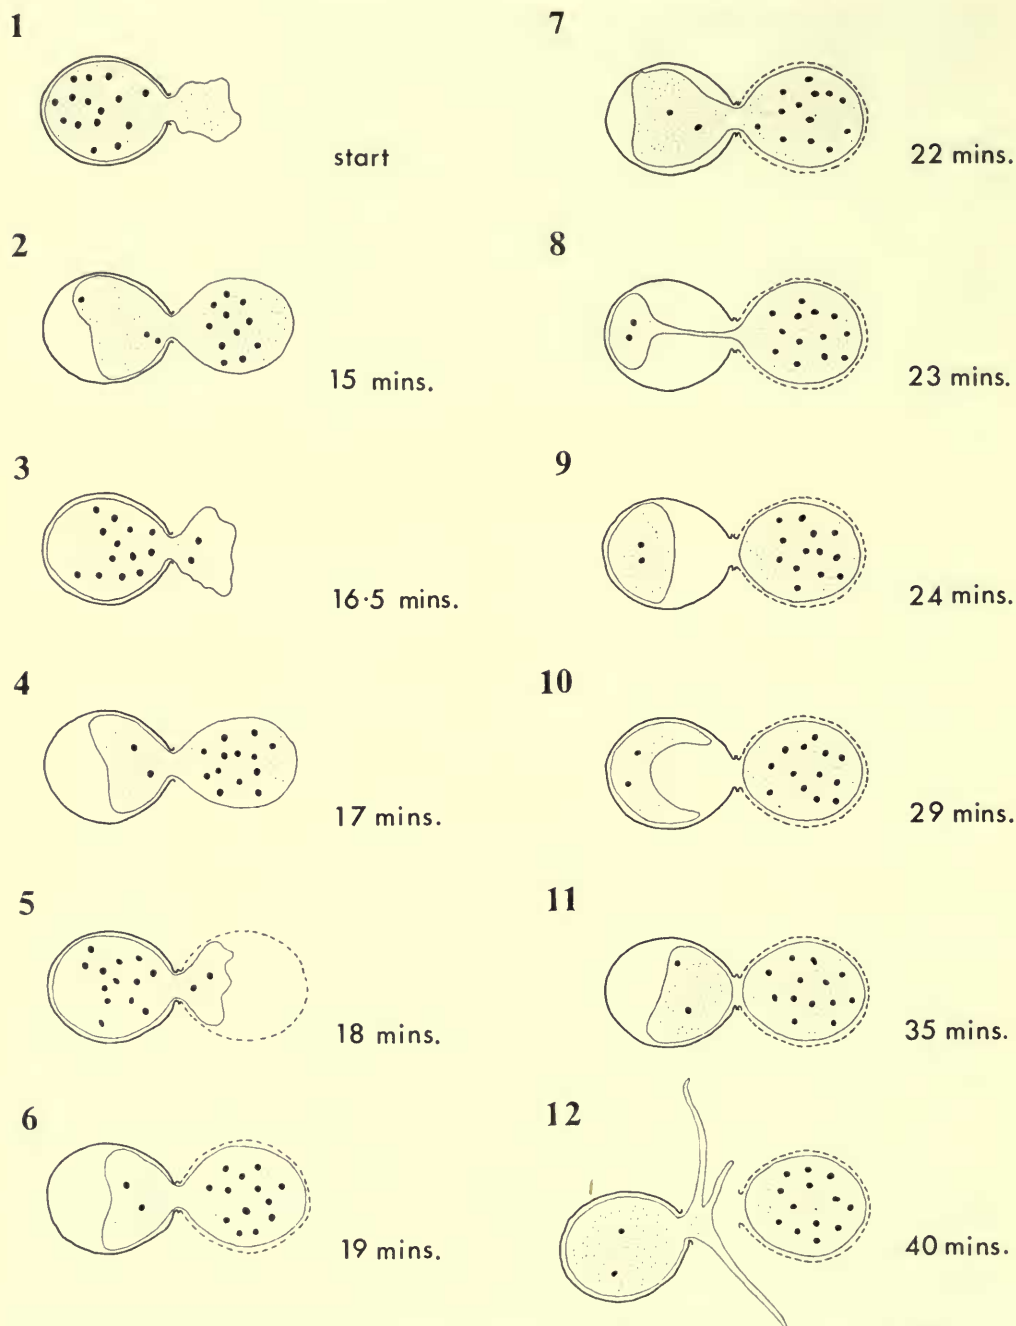 1
start
2
15 mins.
3
16·5 mins.
4
17 mins.
5
18 mins.
6
19 mins.
7
22 mins.
8
23 mins.
9
24 mins.
10
29 mins.
11
35 mins.
12
40 mins.